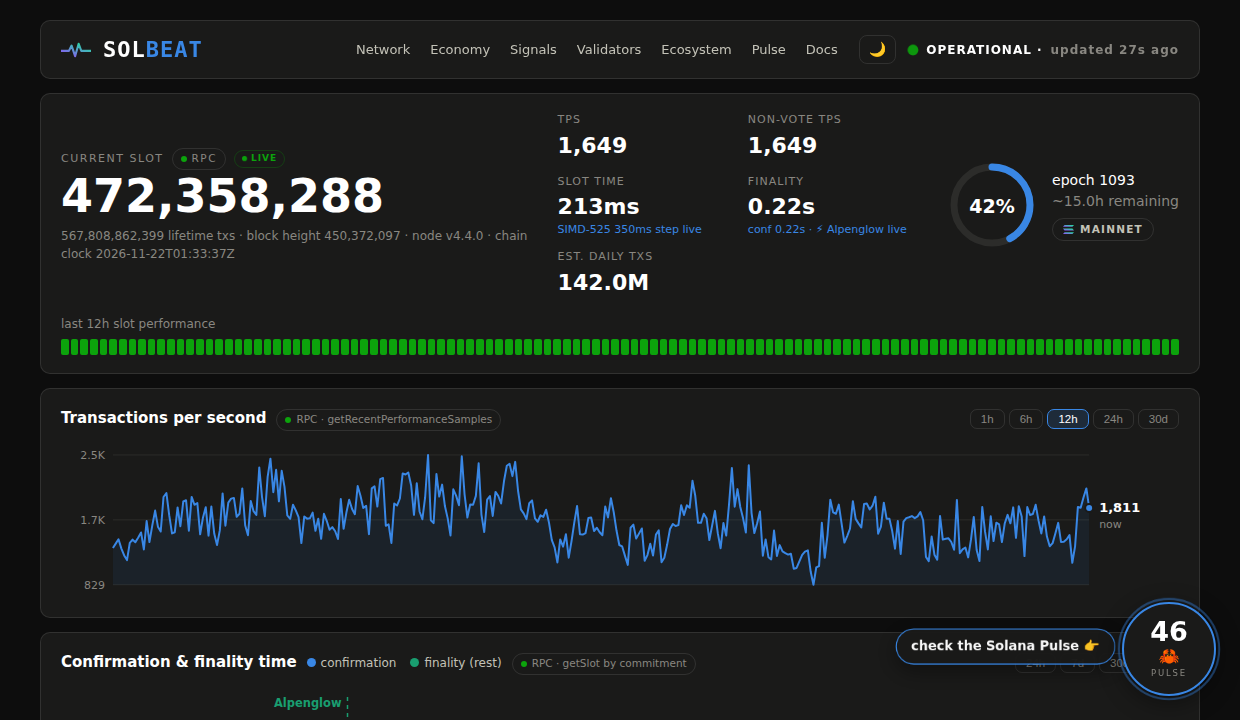 SOLBEAT
Network Economy Signals Validators Ecosystem Pulse Docs 🌙 OPERATIONAL · updated 27s ago
CURRENT SLOT RPC LIVE
472,358,288
567,808,862,399 lifetime txs · block height 450,372,097 · node v4.4.0 · chain
clock 2026-11-22T01:33:37Z
TPS
1,649
NON-VOTE TPS
1,649
SLOT TIME
213ms
SIMD-525 350ms step live
FINALITY
0.22s
conf 0.22s · ⚡ Alpenglow live
EST. DAILY TXS
142.0M
42%
epoch 1093
~15.0h remaining
MAINNET
last 12h slot performance
Transactions per second RPC · getRecentPerformanceSamples
1h 6h 12h 24h 30d
2.5K
1.7K
829
1,811
now
Confirmation & finality time confirmation finality (rest) RPC · getSlot by commitment
Alpenglow
check the Solana Pulse 👉
46
🦀
PULSE